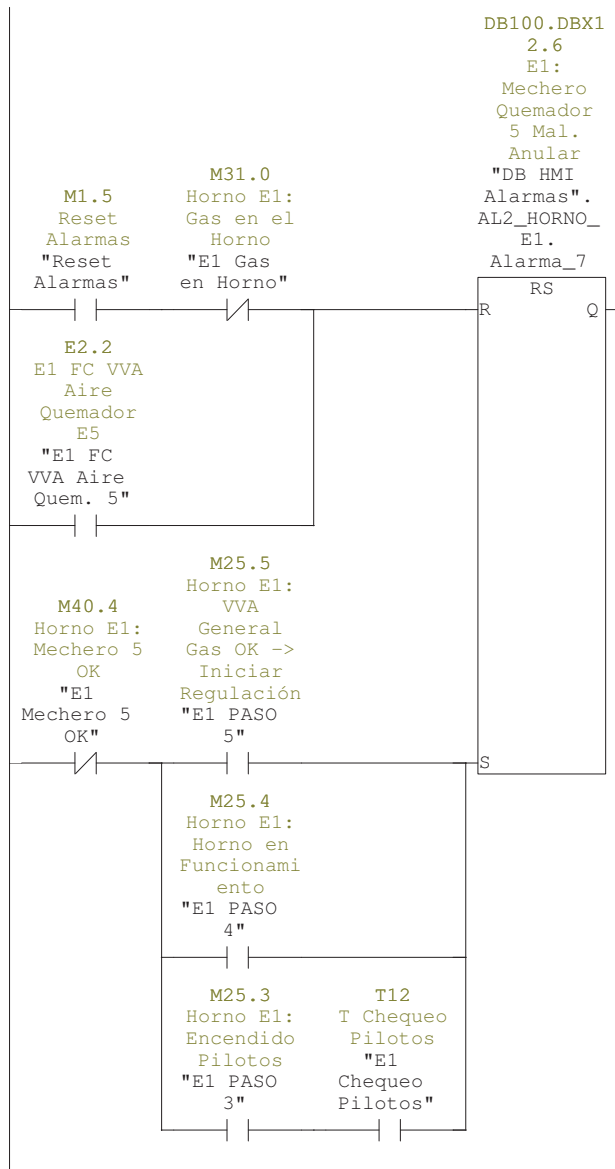 DB100.DBX1
2.6
E1:
Mechero
Quemador
5 Mal.
Anular
"DB HMI
Alarmas".
AL2_HORNO_
E1.
Alarma_7
M1.5
Reset
Alarmas
"Reset
Alarmas"
M31.0
Horno E1:
Gas en el
Horno
"E1 Gas
en Horno"
RS
R
Q
E2.2
E1 FC VVA
Aire
Quemador
E5
"E1 FC
VVA Aire
Quem. 5"
M40.4
Horno E1:
Mechero 5
OK
"E1
Mechero 5
OK"
M25.5
Horno E1:
VVA
General
Gas OK ->
Iniciar
Regulación
"E1 PASO
5"
S
M25.4
Horno E1:
Horno en
Funcionami
ento
"E1 PASO
4"
M25.3
Horno E1:
Encendido
Pilotos
"E1 PASO
3"
T12
T Chequeo
Pilotos
"E1
Chequeo
Pilotos"